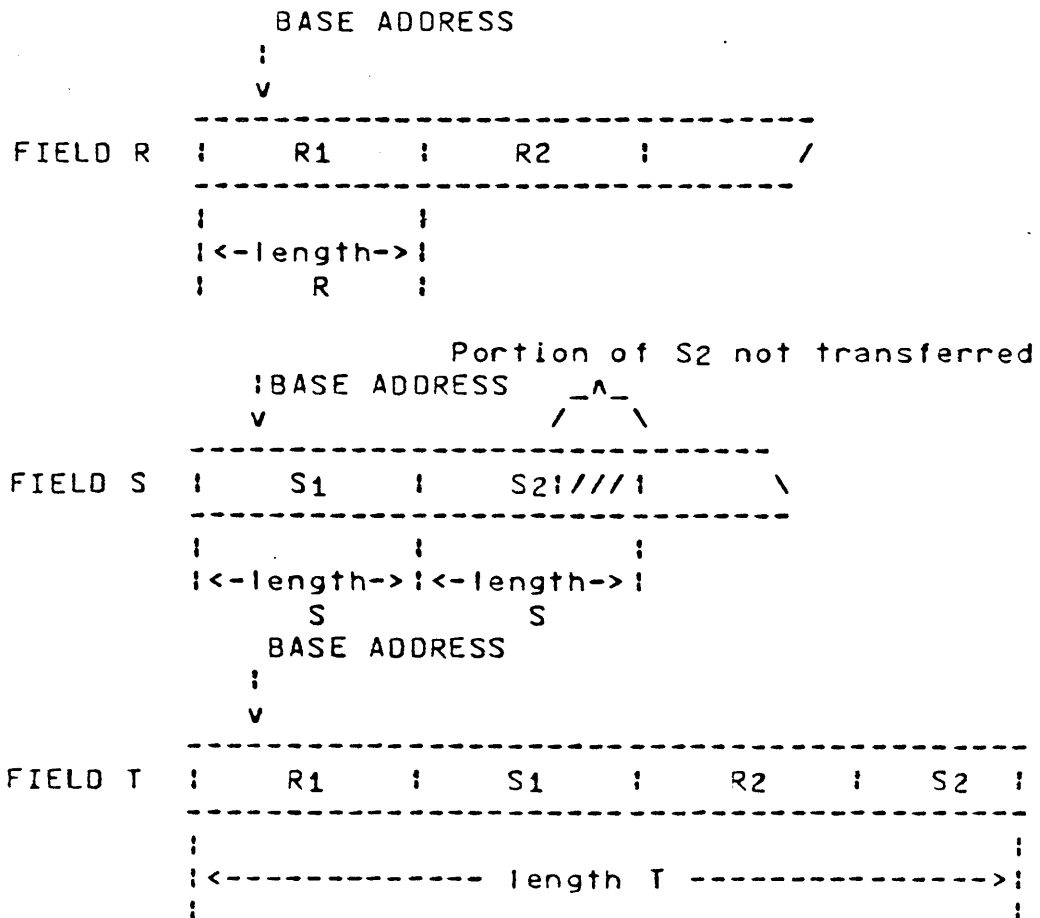 BASE ADDRESS
FIELD R R1 R2
<-length->
R
Portion of S2 not transferred
BASE ADDRESS
FIELD S S1 S2
<-length-> <-length->
S S
BASE ADDRESS
FIELD T R1 S1 R2 S2
<------------- length T --------------->